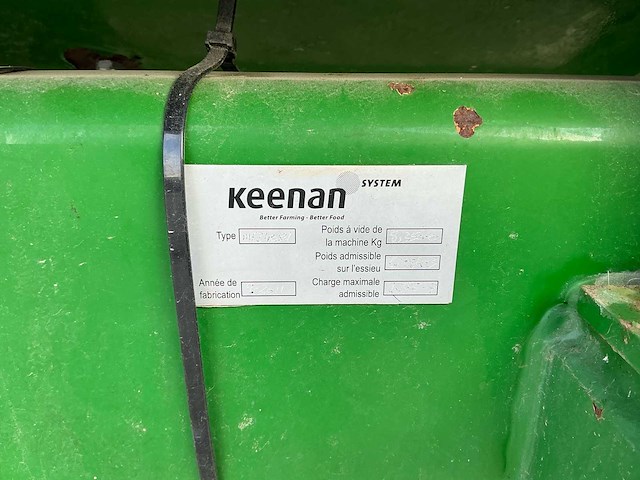 Keenan SYSTEM
Better Farming - Better Food
Type
Poids à vide de
la machine Kg
Poids admissible
sur l'essieu
Année de
fabrication
Charge maximale
admissible